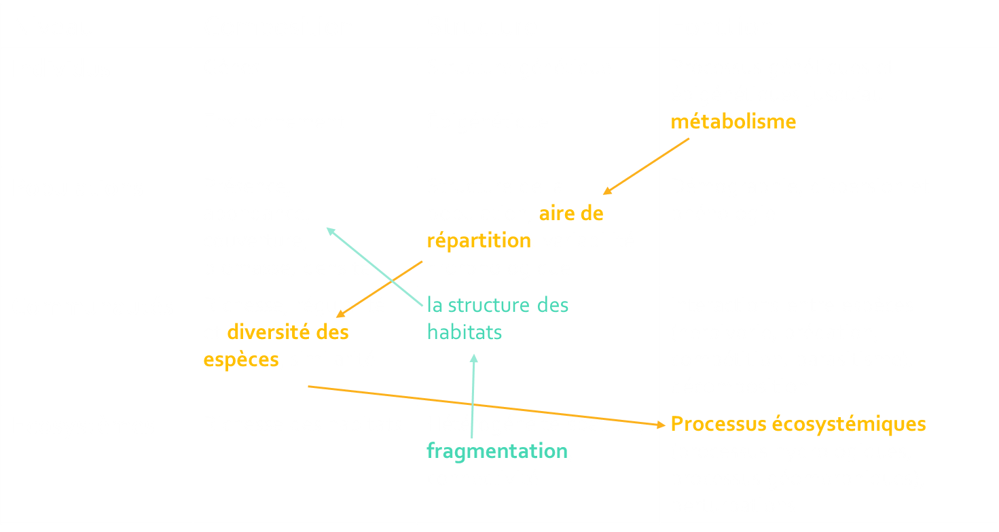 métabolisme
aire de
répartition
la structure des
habitats
diversité des
espèces
Processus écosystémiques
fragmentation